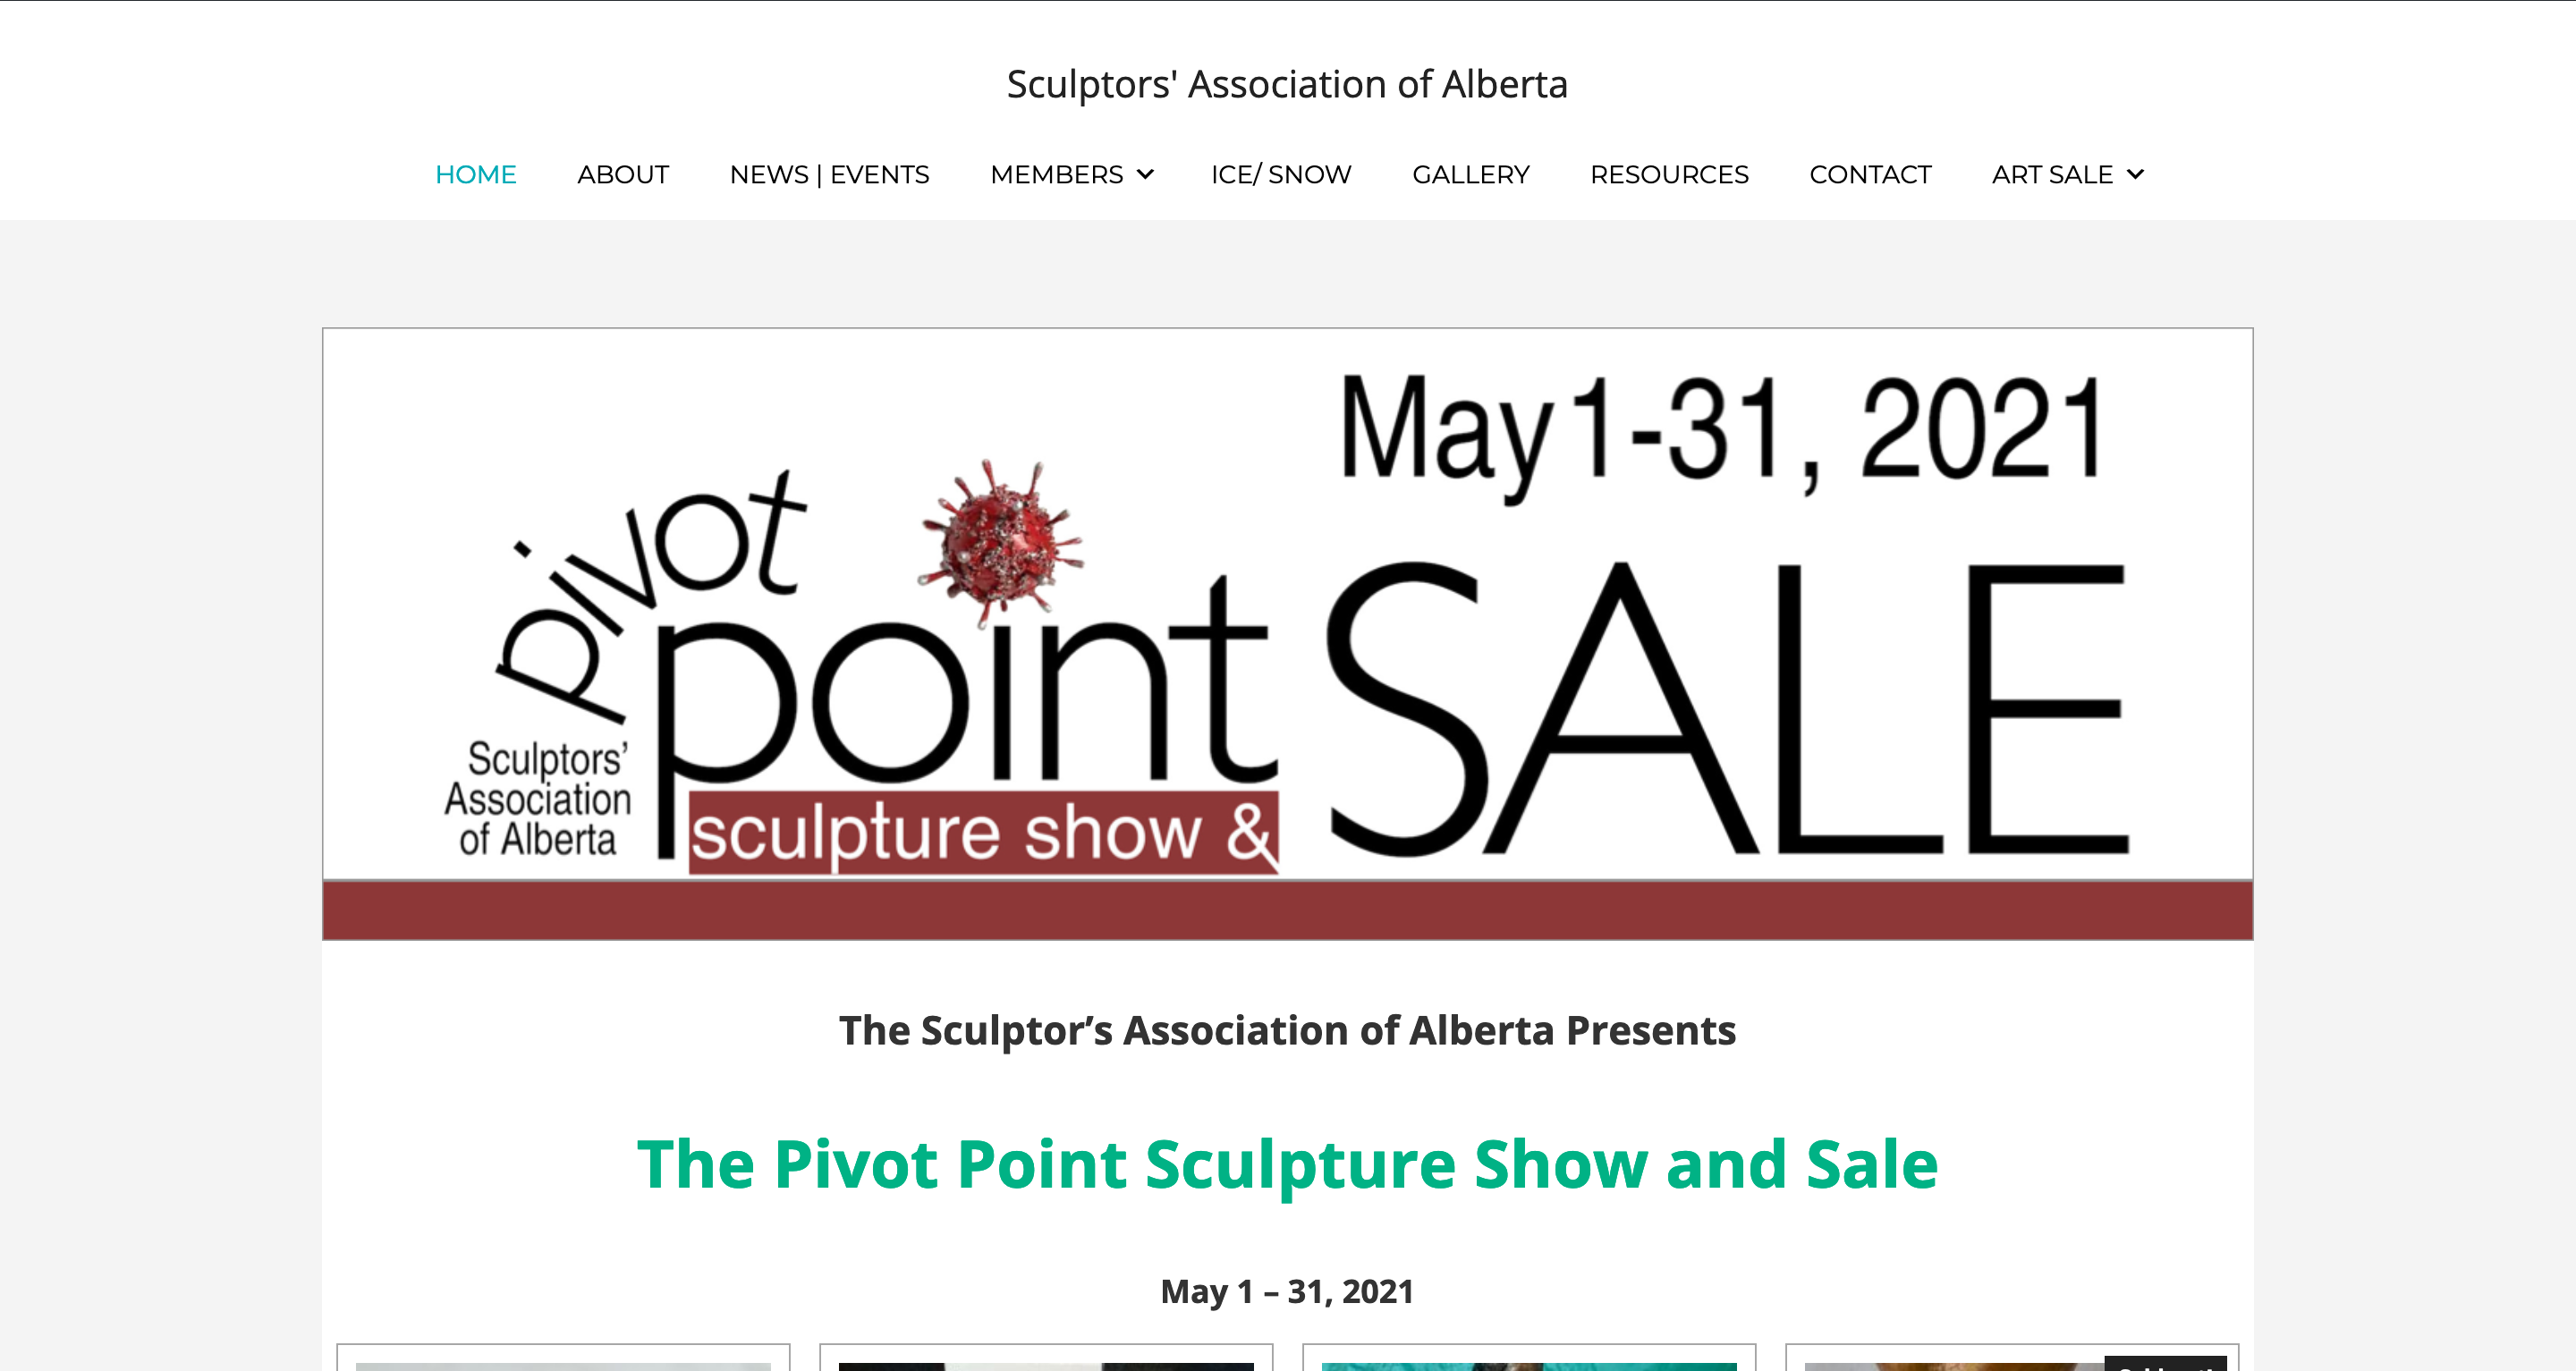 Sculptors' Association of Alberta
HOME ABOUT NEWS | EVENTS MEMBERS ICE/ SNOW GALLERY RESOURCES CONTACT ART SALE
May 1-31, 2021
pivot
point SALE
Sculptors’
Association
of Alberta
sculpture show &
The Sculptor’s Association of Alberta Presents
The Pivot Point Sculpture Show and Sale
May 1 – 31, 2021